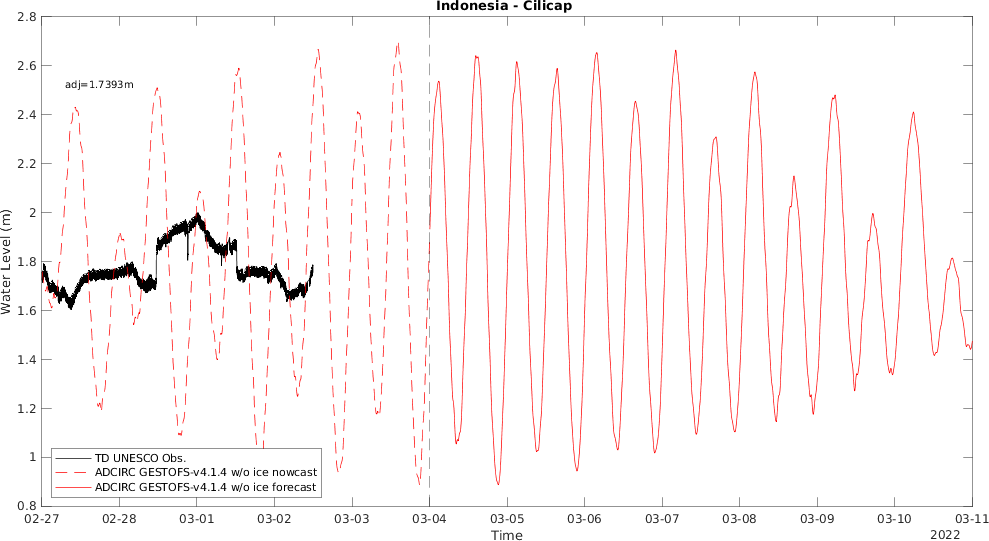 Indonesia - Cilicap
adj=1.7393m
Water Level (m)
2.8
2.6
2.4
2.2
2
1.8
1.6
1.4
1.2
1
0.8
TD UNESCO Obs.
ADCIRC GESTOFS-v4.1.4 w/o ice nowcast
ADCIRC GESTOFS-v4.1.4 w/o ice forecast
02-27 02-28 03-01 03-02 03-03 03-04 03-05 03-06 03-07 03-08 03-09 03-10 03-11
Time
2022